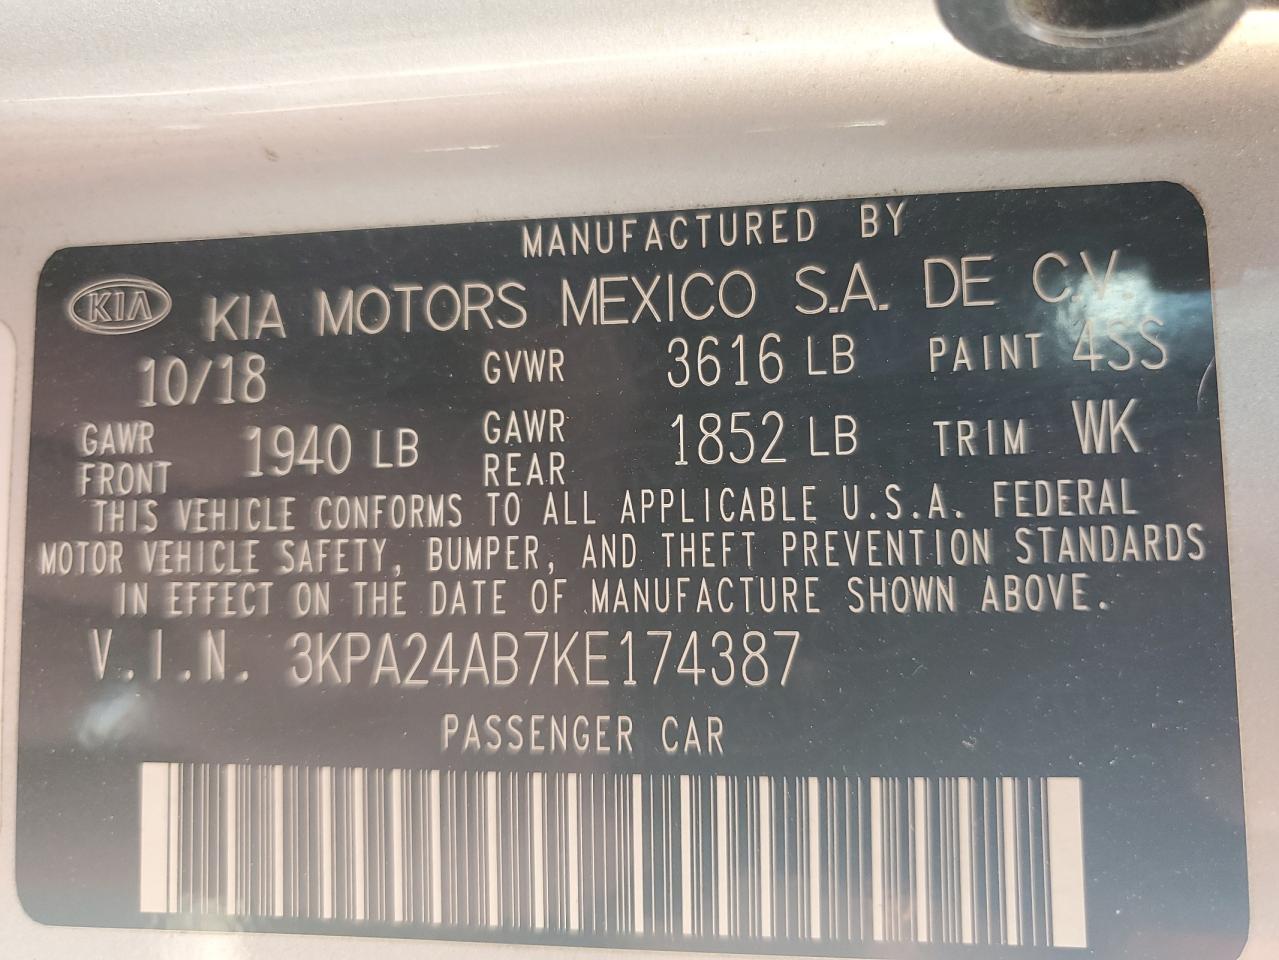 MANUFACTURED BY
KIA KIA MOTORS MEXICO S.A. DE C.V.
10/18 GVWR 3616 LB PAINT 4SS
GAWR FRONT 1940 LB GAWR REAR 1852 LB TRIM WK
THIS VEHICLE CONFORMS TO ALL APPLICABLE U.S.A. FEDERAL
MOTOR VEHICLE SAFETY, BUMPER, AND THEFT PREVENTION STANDARDS
IN EFFECT ON THE DATE OF MANUFACTURE SHOWN ABOVE.
V.I.N. 3KPA24AB7KE174387
PASSENGER CAR